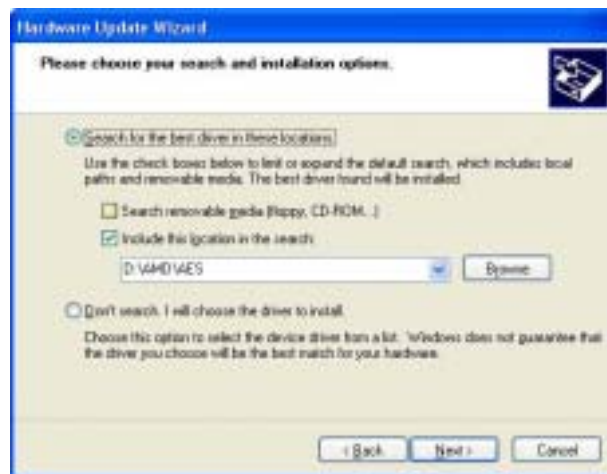 Hardware Update Wizard
Please choose your search and installation options.
Search for the best driver in these locations.
Use the check boxes below to limit or expand the default search, which includes local
paths and removable media. The best driver found will be installed.
Search removable media (floppy, CD-ROM...)
Include this location in the search:
D:\AMD\AES
Browse
Don't search. I will choose the driver to install.
Choose this option to select the device driver from a list. Windows does not guarantee that
the driver you choose will be the best match for your hardware.
< Back
Next >
Cancel